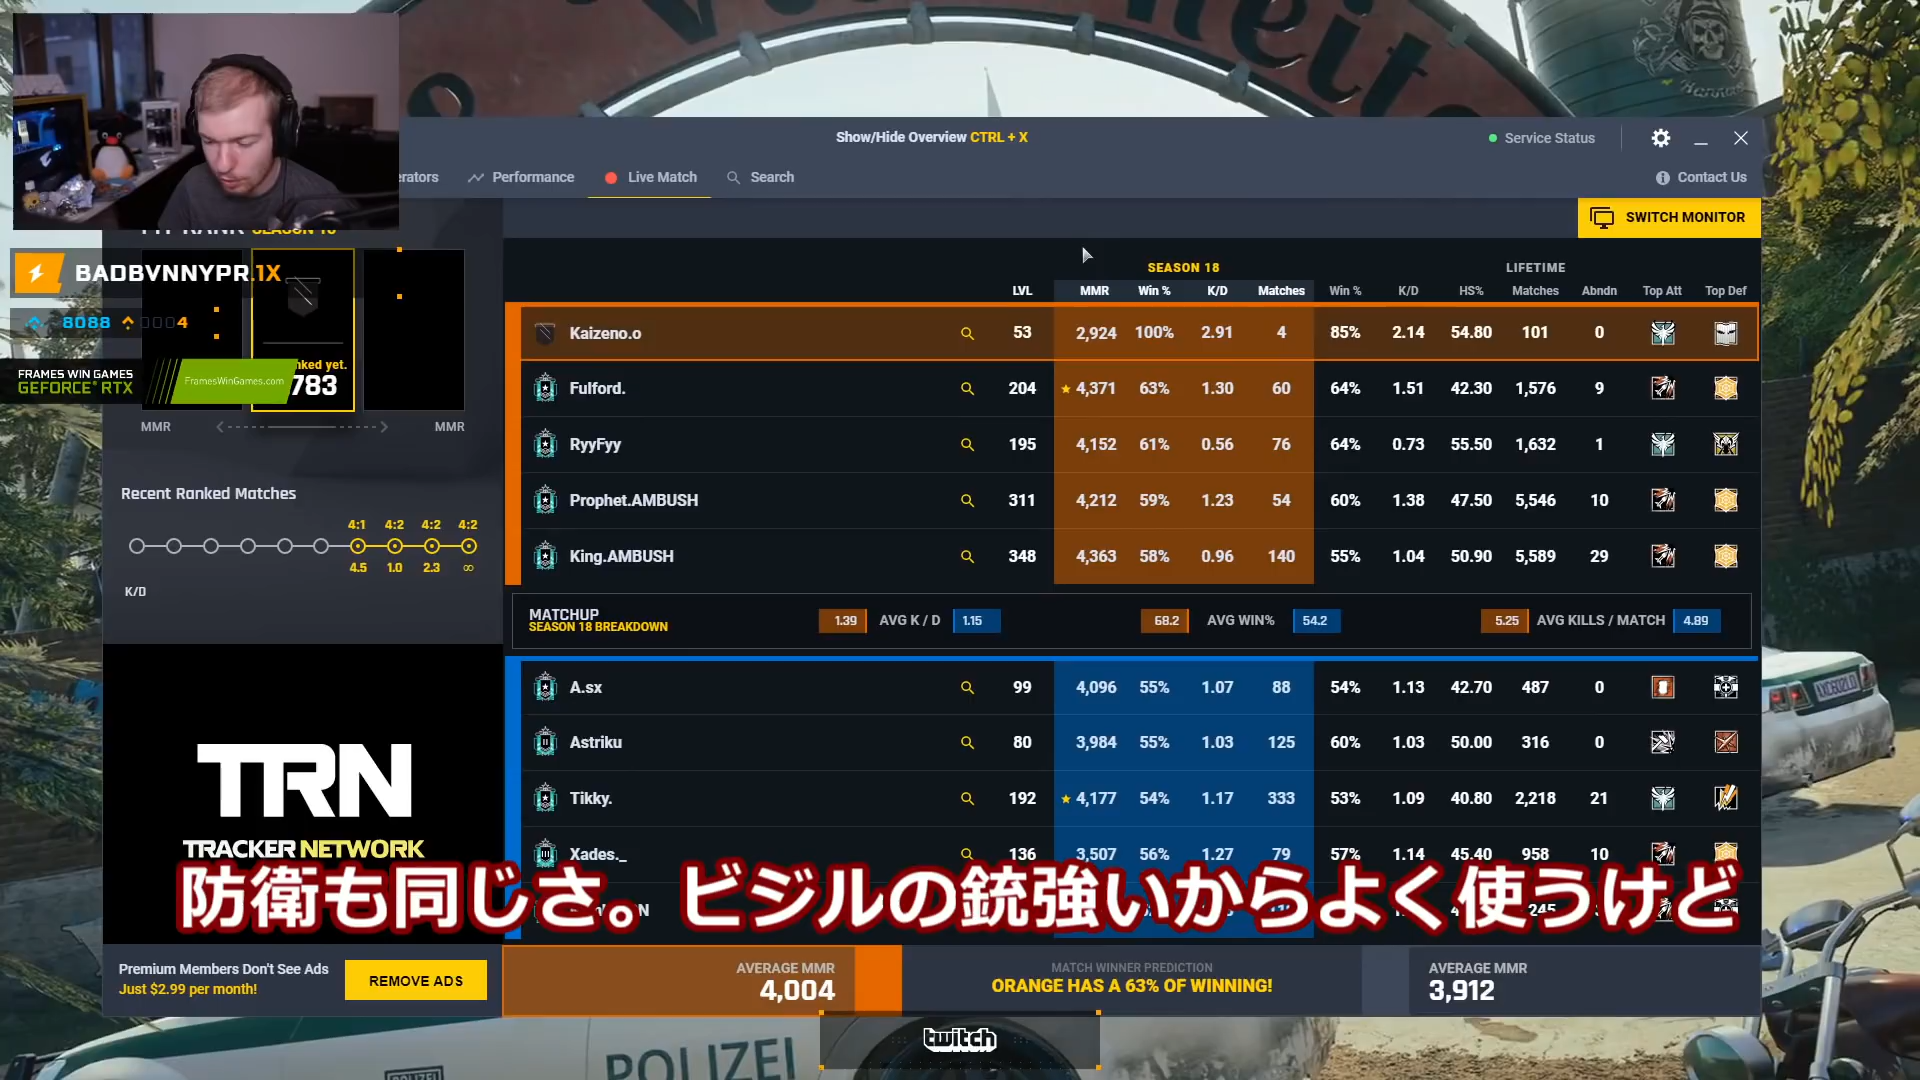 Show/Hide Overview CTRL + X
Service Status
Performance
Live Match
Search
Contact Us
SWITCH MONITOR
BADBVNNYPR.1X
8088
4
FRAMES WIN GAMES
GEFORCE RTX
FramesWinGames.com
nked yet.
783
MMR
MMR
Recent Ranked Matches
4:1 4:2 4:2 4:2
4.5 1.0 2.3 ∞
K/D
SEASON 18 LIFETIME
LVL MMR Win % K/D Matches Win % K/D HS% Matches Abndn Top Att Top Def
Kaizeno.o 53 2,924 100% 2.91 4 85% 2.14 54.80 101 0
Fulford. 204 4,371 63% 1.30 60 64% 1.51 42.30 1,576 9
RyyFyy 195 4,152 61% 0.56 76 64% 0.73 55.50 1,632 1
Prophet.AMBUSH 311 4,212 59% 1.23 54 60% 1.38 47.50 5,546 10
King.AMBUSH 348 4,363 58% 0.96 140 55% 1.04 50.90 5,589 29
MATCHUP
SEASON 18 BREAKDOWN
1.39 AVG K / D 1.15
68.2 AVG WIN% 54.2
5.25 AVG KILLS / MATCH 4.89
A.sx 99 4,096 55% 1.07 88 54% 1.13 42.70 487 0
Astriku 80 3,984 55% 1.03 125 60% 1.03 50.00 316 0
Tikky. 192 4,177 54% 1.17 333 53% 1.09 40.80 2,218 21
Xades._ 136 3,507 56% 1.27 79 57% 1.14 45.40 958 10
TRN
TRACKER NETWORK
防衛も同じさ。ビジルの銃強いからよく使うけど
Premium Members Don't See Ads
Just $2.99 per month!
REMOVE ADS
AVERAGE MMR
4,004
MATCH WINNER PREDICTION
ORANGE HAS A 63% OF WINNING!
AVERAGE MMR
3,912
twitch
POLIZEI